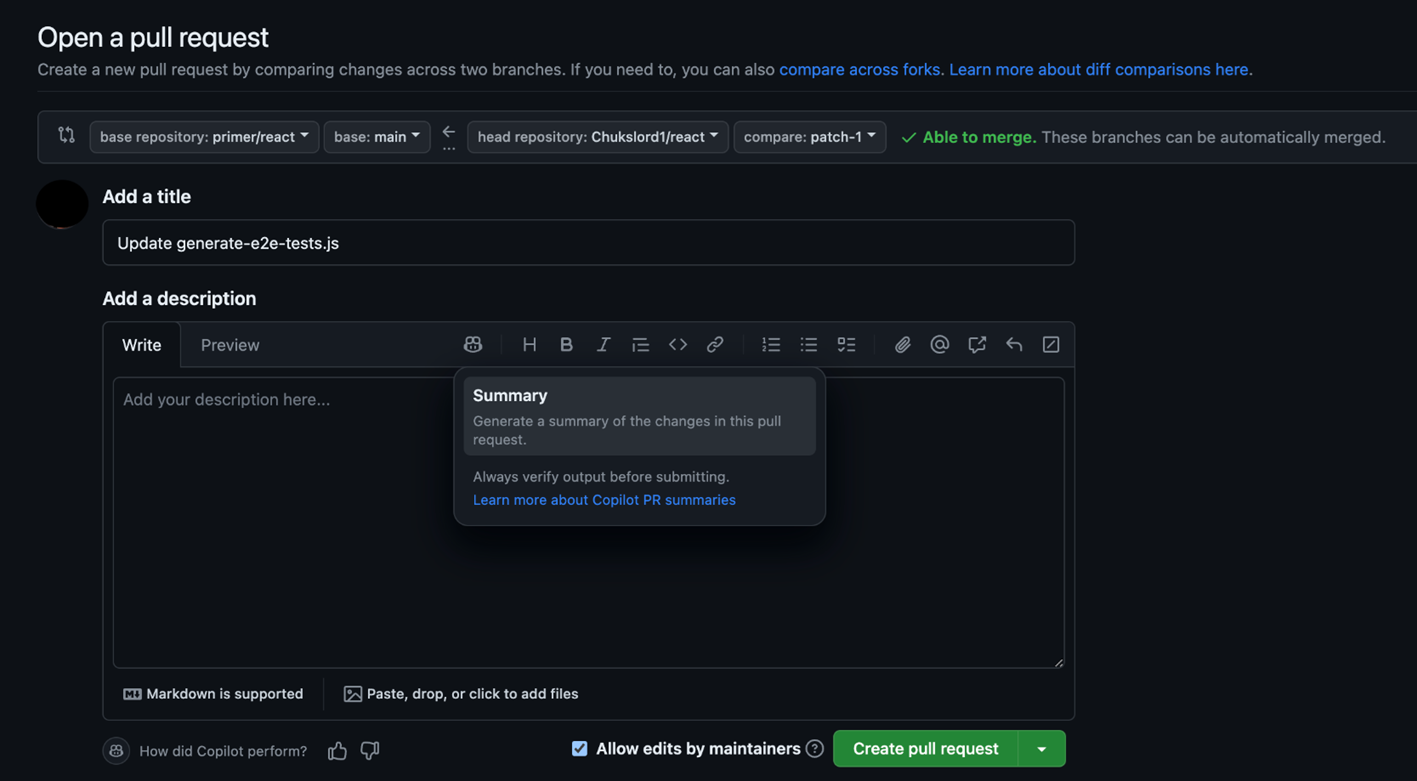 Open a pull request
Create a new pull request by comparing changes across two branches. If you need to, you can also compare across forks. Learn more about diff comparisons here.
base repository: primer/react base: main ... head repository: Chukslord1/react compare: patch-1 Able to merge. These branches can be automatically merged.
Add a title
Update generate-e2e-tests.js
Add a description
Write Preview
Add your description here...
Summary
Generate a summary of the changes in this pull
request.
Always verify output before submitting.
Learn more about Copilot PR summaries
Markdown is supported Paste, drop, or click to add files
How did Copilot perform? Allow edits by maintainers Create pull request